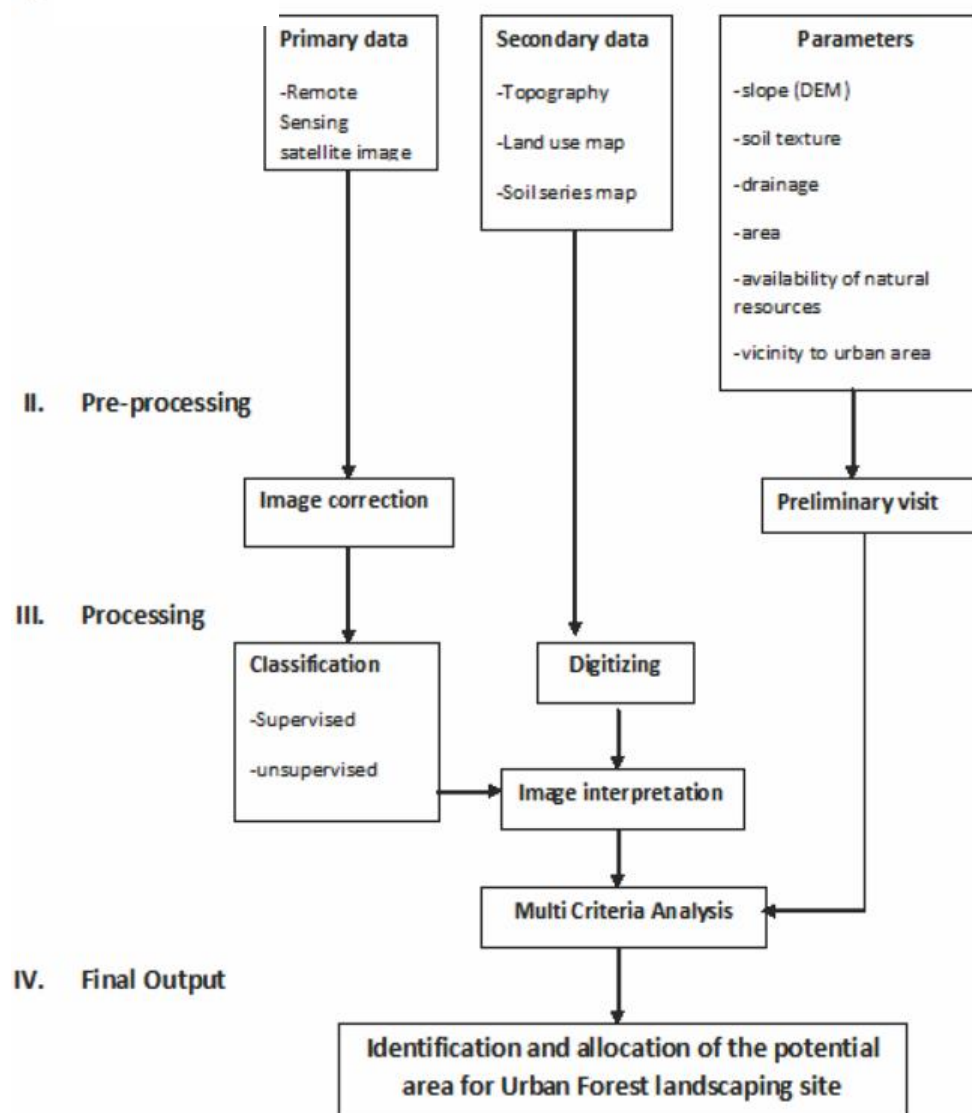 Primary data
-Remote
Sensing
satellite image
Secondary data
-Topography
-Land use map
-Soil series map
Parameters
-slope (DEM)
-soil texture
-drainage
-area
-availability of natural
resources
-vicinity to urban area
II. Pre-processing
Image correction
Preliminary visit
III. Processing
Classification
-Supervised
-unsupervised
Digitizing
Image interpretation
Multi Criteria Analysis
IV. Final Output
Identification and allocation of the potential
area for Urban Forest landscaping site